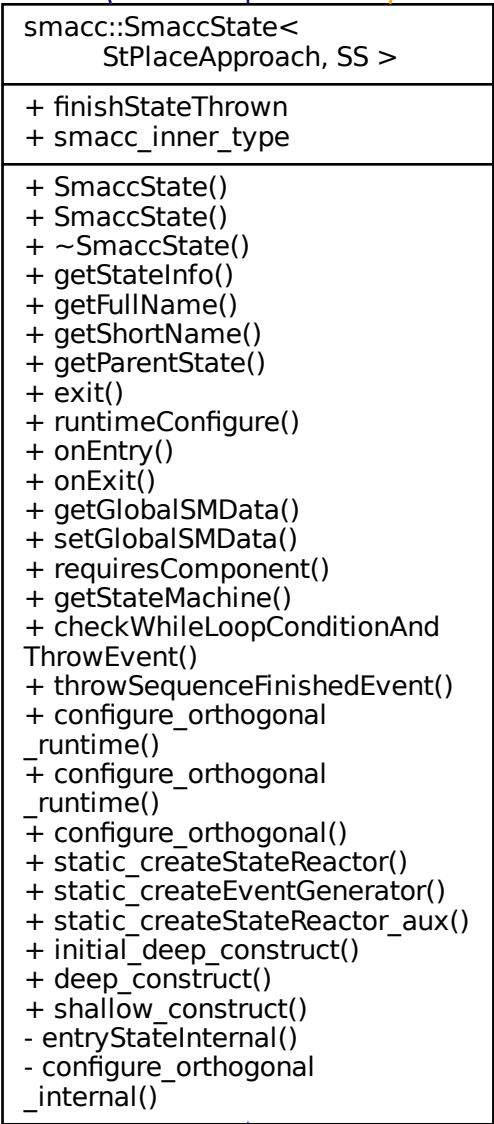 smacc::SmaccState<
StPlaceApproach, SS >
+ finishStateThrown
+ smacc_inner_type
+ SmaccState()
+ SmaccState()
+ ~SmaccState()
+ getStateInfo()
+ getFullName()
+ getShortName()
+ getParentState()
+ exit()
+ runtimeConfigure()
+ onEntry()
+ onExit()
+ getGlobalSMData()
+ setGlobalSMData()
+ requiresComponent()
+ getStateMachine()
+ checkWhileLoopConditionAnd
ThrowEvent()
+ throwSequenceFinishedEvent()
+ configure_orthogonal
_runtime()
+ configure_orthogonal
_runtime()
+ configure_orthogonal()
+ static_createStateReactor()
+ static_createEventGenerator()
+ static_createStateReactor_aux()
+ initial_deep_construct()
+ deep_construct()
+ shallow_construct()
- entryStateInternal()
- configure_orthogonal
_internal()